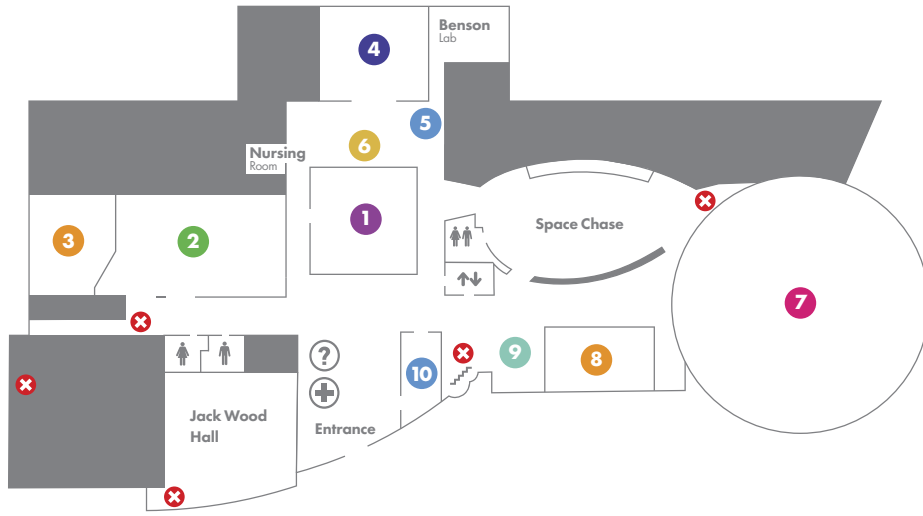 Benson
Lab
4
5
6
Nursing
Room
1
3
2
Space Chase
7
?
10
9
8
Jack Wood
Hall
Entrance